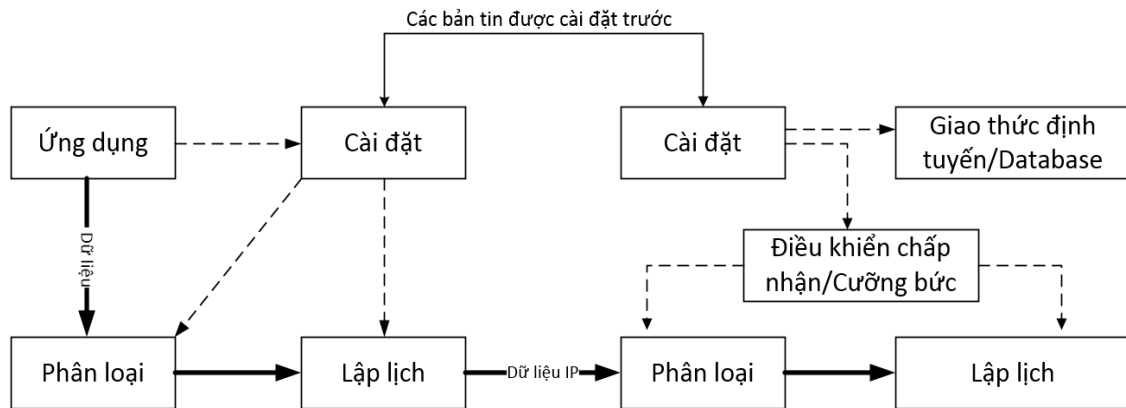 Các bản tin được cài đặt trước
Ứng dụng
Cài đặt
Cài đặt
Giao thức định
tuyến/Database
Dữ liệu
Điều khiển chấp
nhận/Cưỡng bức
Phân loại
Lập lịch
Dữ liệu IP
Phân loại
Lập lịch